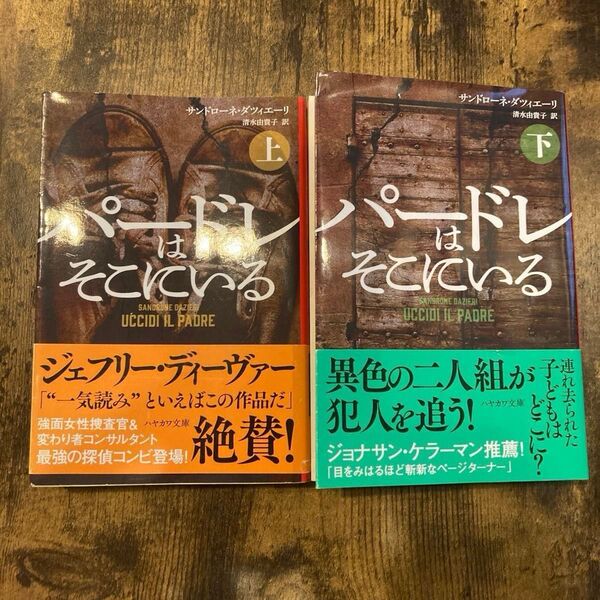 サンドローネ・ダツィエーリ
清水由貴子 訳
上
パードレ
は
そこにいる
SANDRONE DAZIERI
UCCIDI IL PADRE
ジェフリー・ディーヴァー
「“一気読み”といえばこの作品だ」
絶賛!
強面女性捜査官&
変わり者コンサルタント
最強の探偵コンビ登場!
ハヤカワ文庫
サンドローネ・ダツィエーリ
清水由貴子 訳
下
パードレ
は
そこにいる
SANDRONE DAZIERI
UCCIDI IL PADRE
異色の二人組が
犯人を追う!
ハヤカワ文庫
連れ去られた
子どもは
どこに?
ジョナサン・ケラーマン推薦!
「目をみはるほど斬新なページターナー」